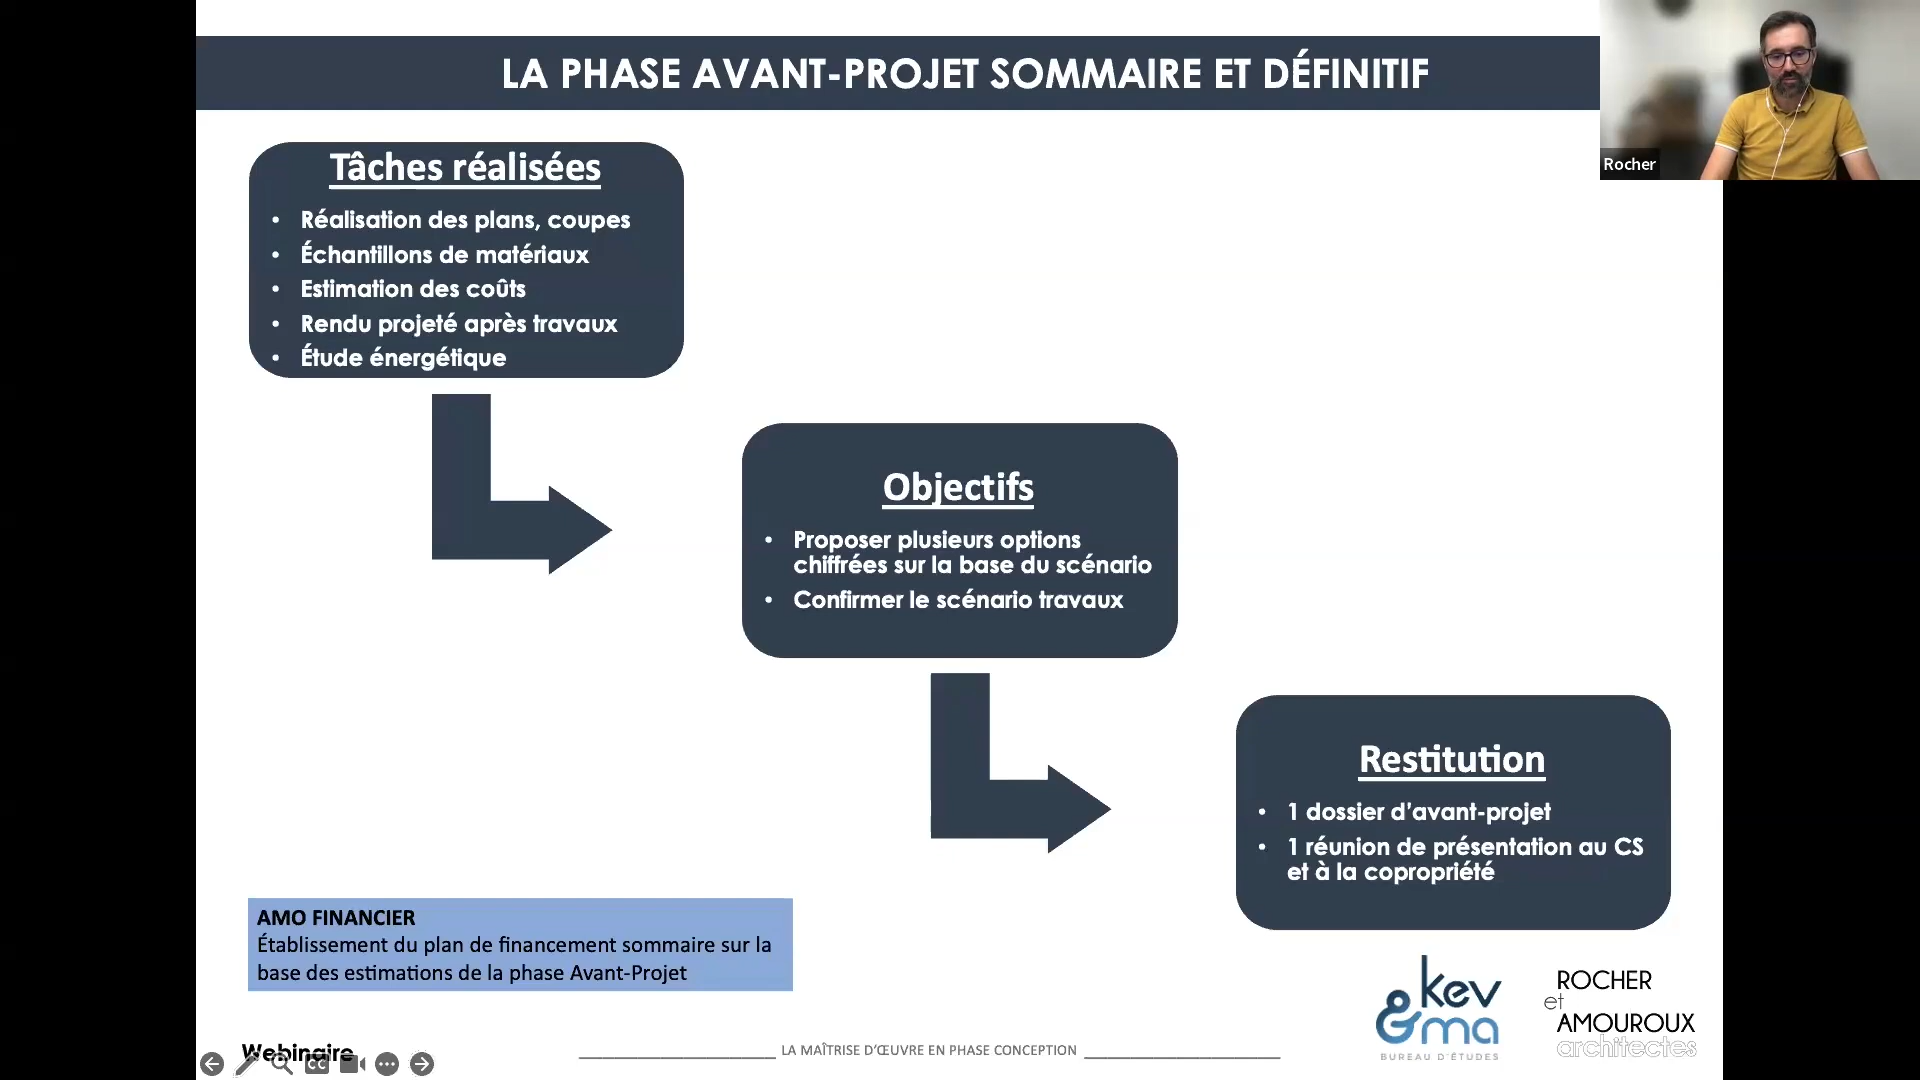 LA PHASE AVANT-PROJET SOMMAIRE ET DÉFINITIF
Rocher
Tâches réalisées
• Réalisation des plans, coupes
• Échantillons de matériaux
• Estimation des coûts
• Rendu projeté après travaux
• Étude énergétique
Objectifs
• Proposer plusieurs options
chiffrées sur la base du scénario
• Confirmer le scénario travaux
Restitution
• 1 dossier d'avant-projet
• 1 réunion de présentation au CS
et à la copropriété
AMO FINANCIER
Établissement du plan de financement sommaire sur la
base des estimations de la phase Avant-Projet
kev
&ma
BUREAU D'ÉTUDES
ROCHER
et
AMOUROUX
architectes
Webinaire
CC
LA MAÎTRISE D'ŒUVRE EN PHASE CONCEPTION